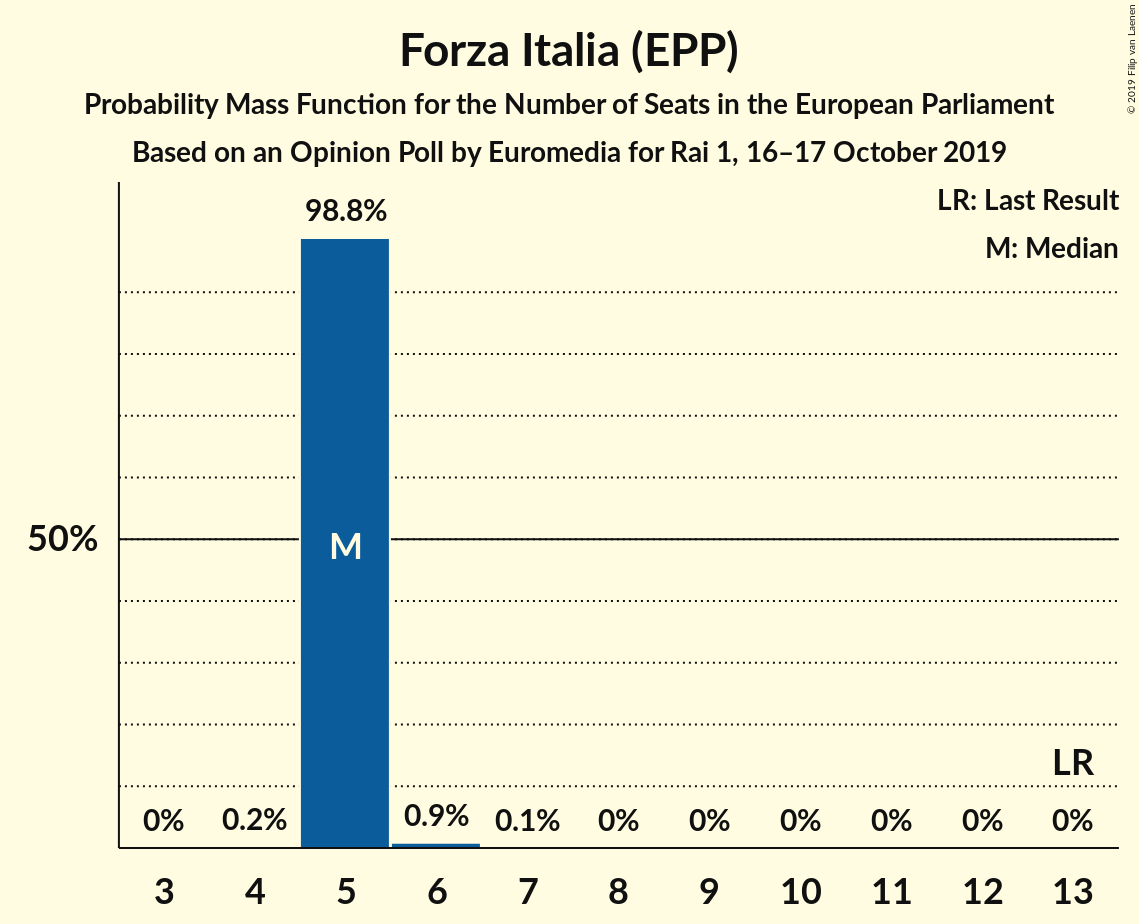 Forza Italia (EPP)
Probability Mass Function for the Number of Seats in the European Parliament
Based on an Opinion Poll by Euromedia for Rai 1, 16–17 October 2019
© 2019 Filip van Laenen
LR: Last Result
M: Median
98.8%
50%
M
LR
0% 0.2% 0.9% 0.1% 0% 0% 0% 0% 0% 0%
3 4 5 6 7 8 9 10 11 12 13